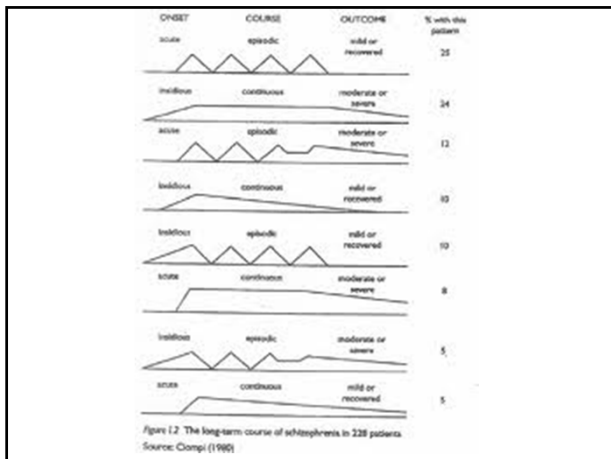 ONSET COURSE OUTCOME % with this
pattern
acute episodic mild or
recovered 25
insidious continuous moderate or
severe 24
acute episodic moderate or
severe 12
insidious continuous mild or
recovered 10
insidious episodic mild or
recovered 10
acute continuous moderate or
severe 8
insidious episodic moderate or
severe 5
acute continuous mild or
recovered 5
Figure 1.2 The long-term course of schizophrenia in 228 patients
Source: Ciompi (1980)